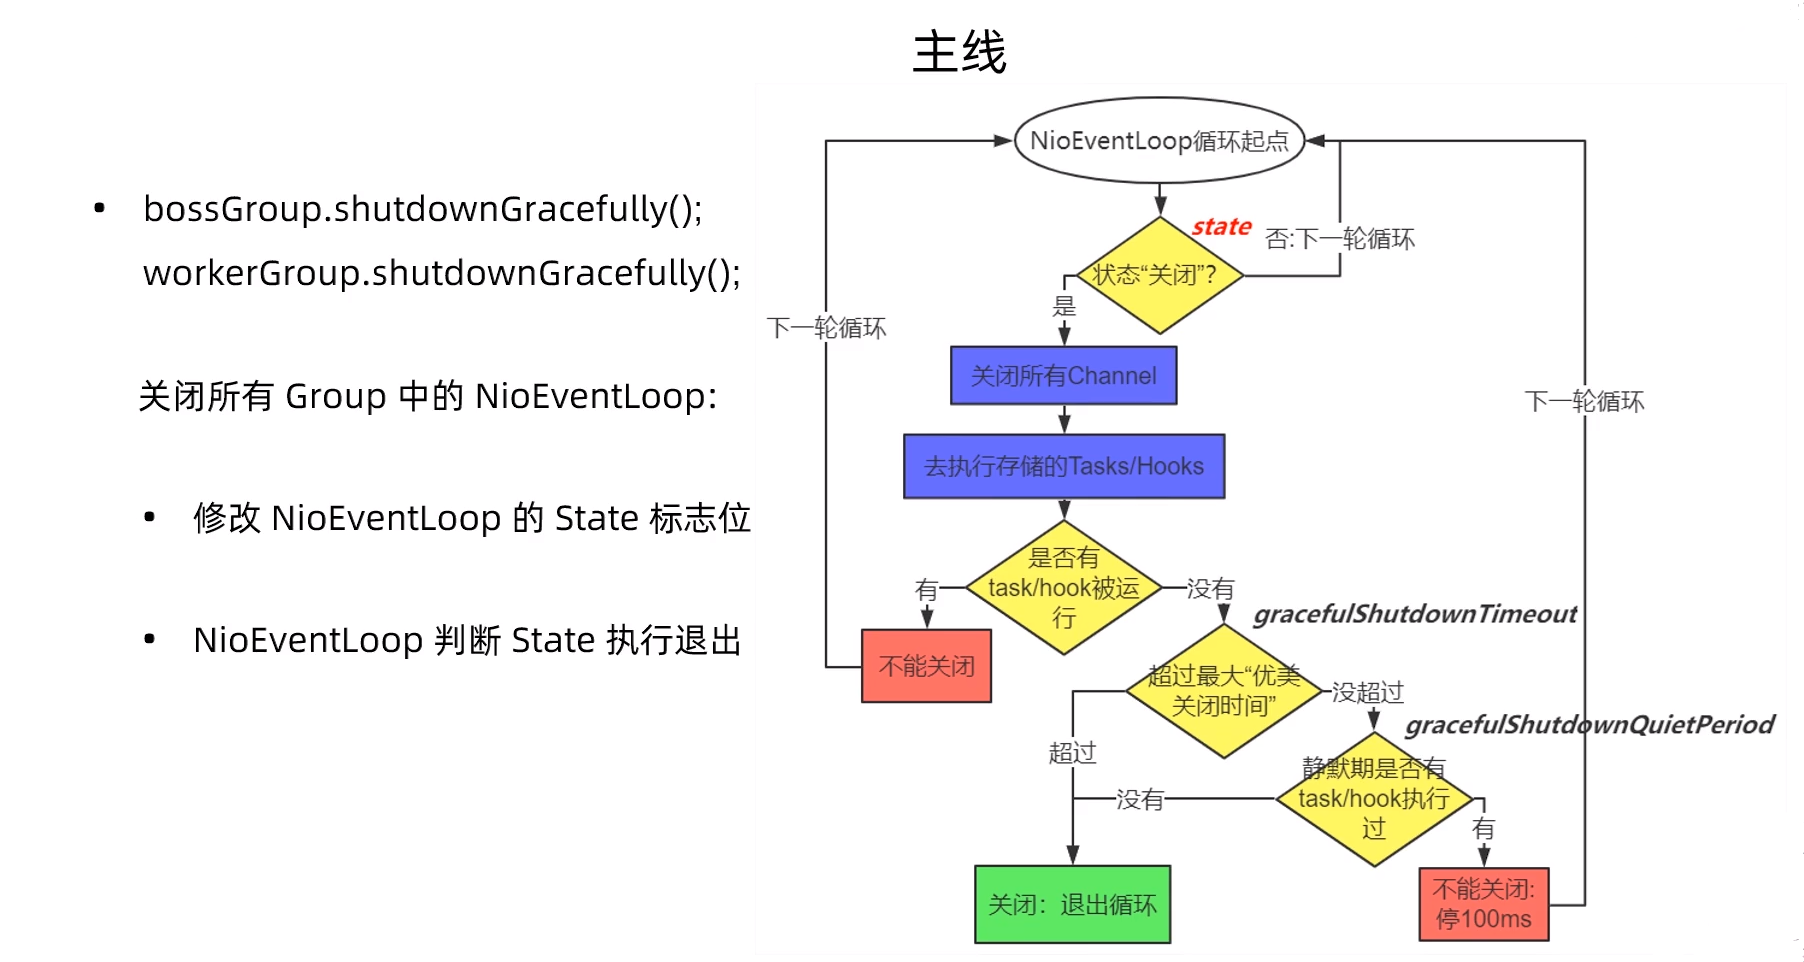 主线
• bossGroup.shutdownGracefully();
workerGroup.shutdownGracefully();
关闭所有 Group 中的 NioEventLoop:
• 修改 NioEventLoop 的 State 标志位
• NioEventLoop 判断 State 执行退出
NioEventLoop循环起点
state
否:下一轮循环
状态“关闭”?
是
下一轮循环
关闭所有Channel
下一轮循环
去执行存储的Tasks/Hooks
是否有
task/hook被运
行
有
没有
gracefulShutdownTimeout
不能关闭
超过最大“优美
关闭时间”
没超过
gracefulShutdownQuietPeriod
超过
静默期是否有
task/hook执行
过
没有
有
关闭：退出循环
不能关闭:
停100ms